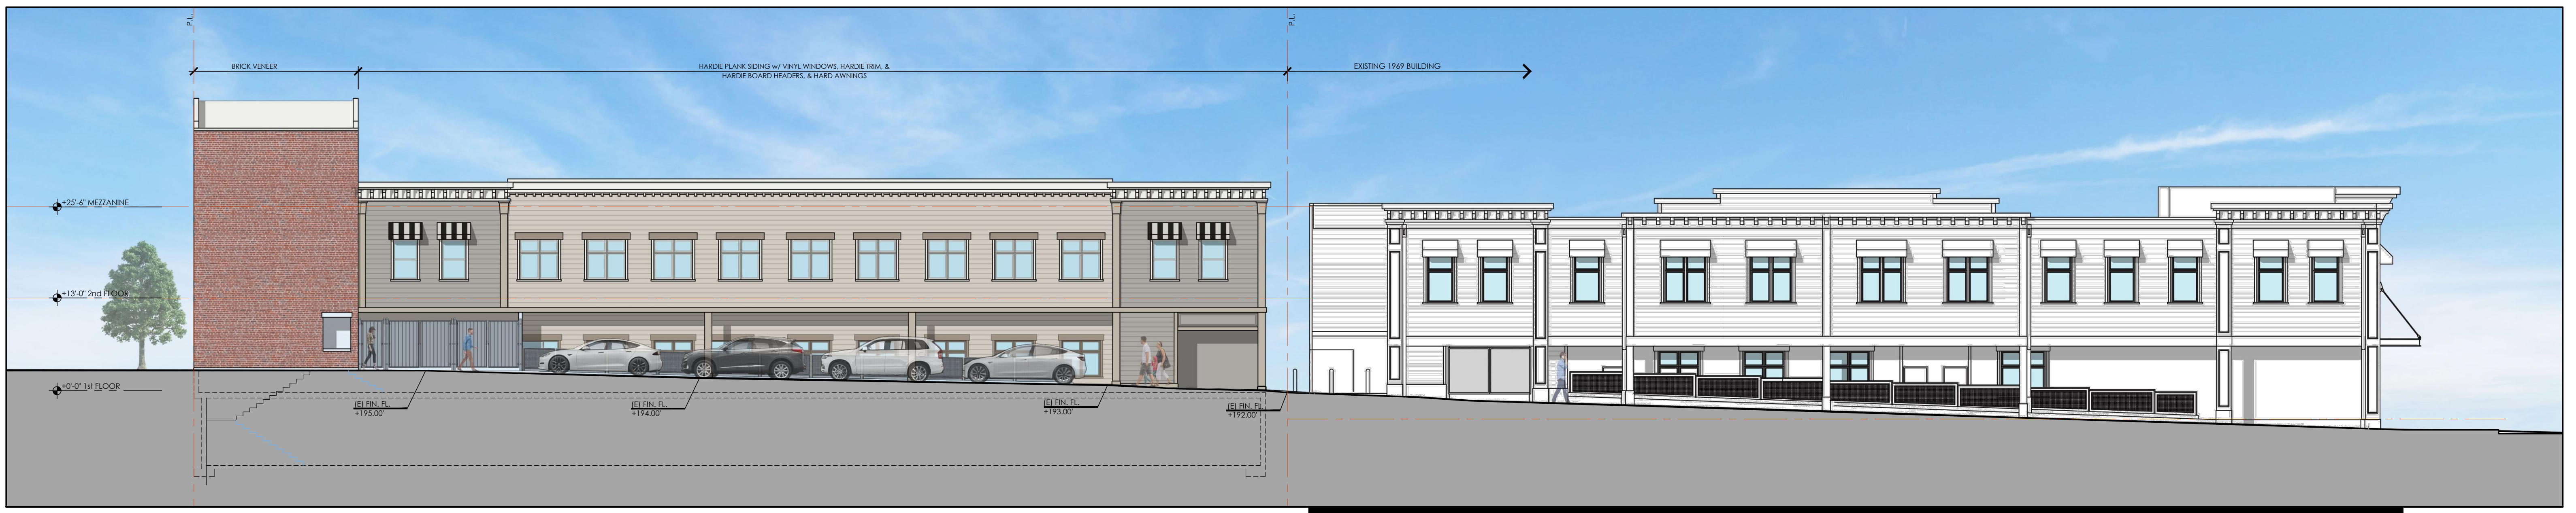 P.L.
P.L.
BRICK VENEER
HARDIE PLANK SIDING w/ VINYL WINDOWS, HARDIE TRIM, &
HARDIE BOARD HEADERS, & HARD AWNINGS
EXISTING 1969 BUILDING
+25'-6" MEZZANINE
+13'-0" 2nd FLOOR
+0'-0" 1st FLOOR
(E) FIN. FL.
+195.00'
(E) FIN. FL.
+194.00'
(E) FIN. FL.
+193.00'
(E) FIN. FL.
+192.00'